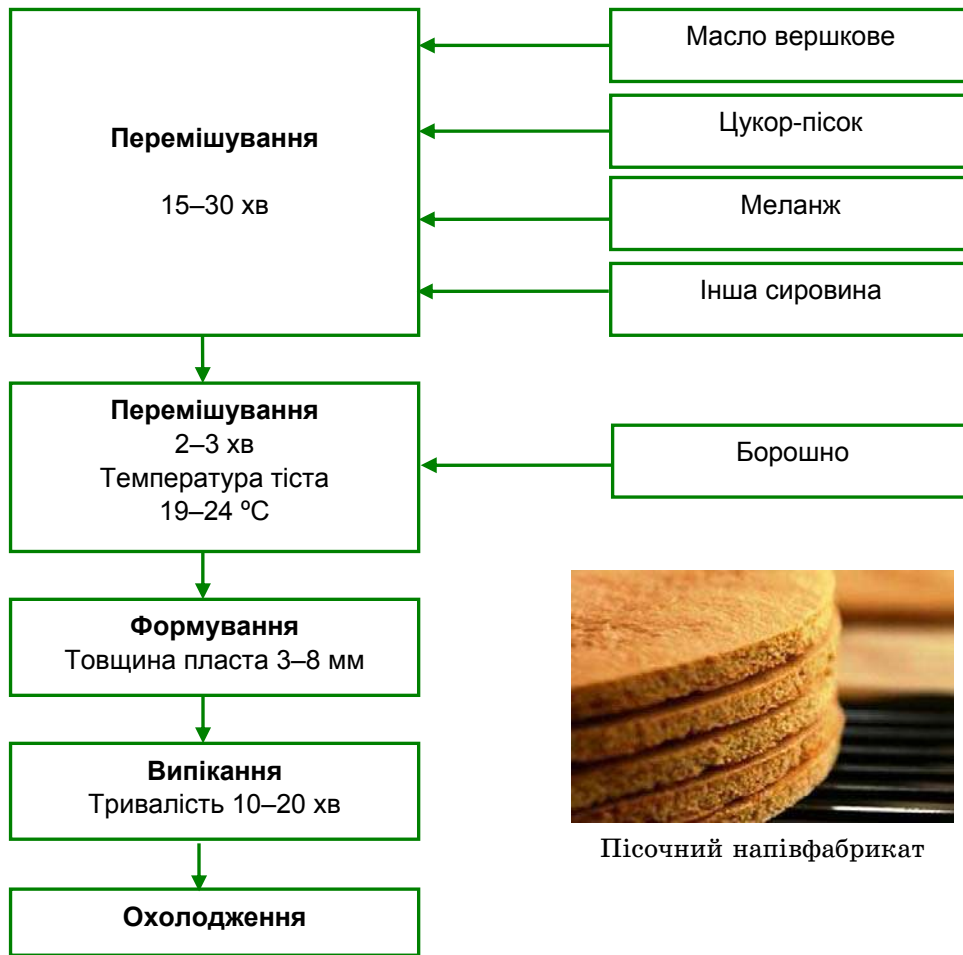 Перемішування
15–30 хв
Масло вершкове
Цукор-пісок
Меланж
Інша сировина
Перемішування
2–3 хв
Температура тіста
19–24 ºС
Борошно
Формування
Товщина пласта 3–8 мм
Випікання
Тривалість 10–20 хв
Охолодження
Пісочний напівфабрикат